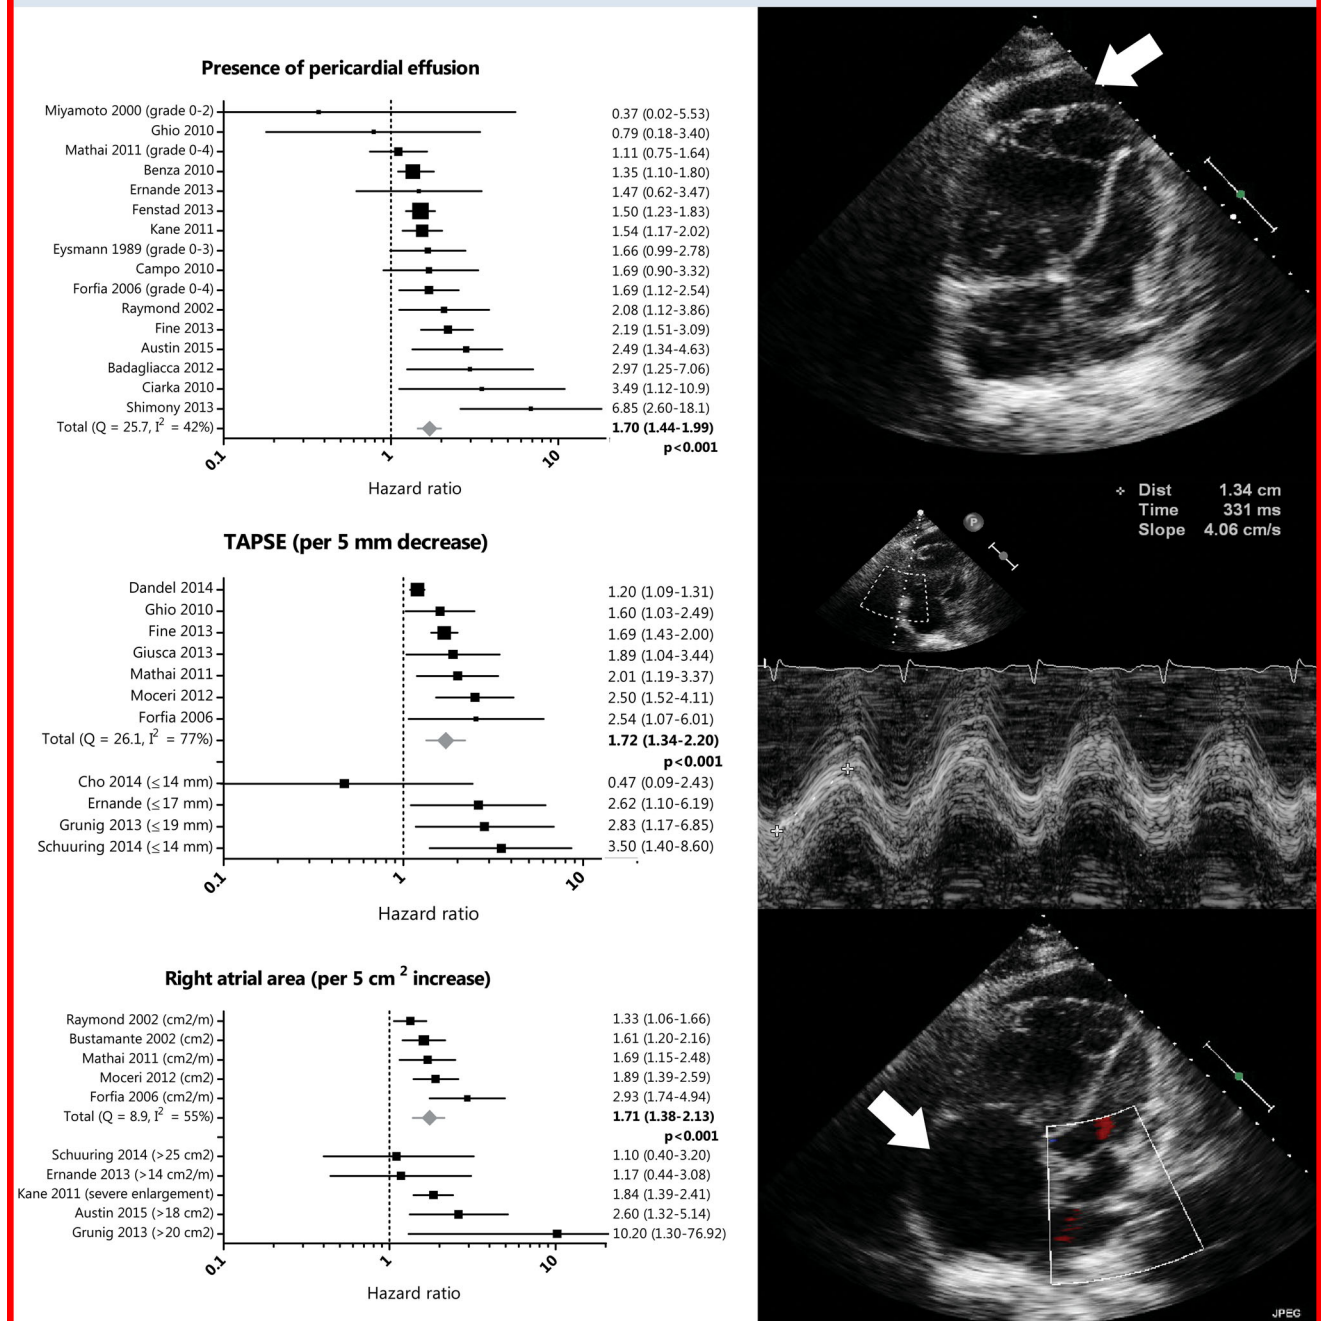 Presence of pericardial effusion
Miyamoto 2000 (grade 0-2) 0.37 (0.02-5.53)
Ghio 2010 0.79 (0.18-3.40)
Mathai 2011 (grade 0-4) 1.11 (0.75-1.64)
Benza 2010 1.35 (1.10-1.80)
Ernande 2013 1.47 (0.62-3.47)
Fenstad 2013 1.50 (1.23-1.83)
Kane 2011 1.54 (1.17-2.02)
Eysmann 1989 (grade 0-3) 1.66 (0.99-2.78)
Campo 2010 1.69 (0.90-3.32)
Forfia 2006 (grade 0-4) 1.69 (1.12-2.54)
Raymond 2002 2.08 (1.12-3.86)
Fine 2013 2.19 (1.51-3.09)
Austin 2015 2.49 (1.34-4.63)
Badagliacca 2012 2.97 (1.25-7.06)
Ciarka 2010 3.49 (1.12-10.9)
Shimony 2013 6.85 (2.60-18.1)
Total (Q = 25.7, I² = 42%) 1.70 (1.44-1.99)
p<0.001
0.1 1 10
Hazard ratio
Dist 1.34 cm
Time 331 ms
Slope 4.06 cm/s
P
TAPSE (per 5 mm decrease)
Dandel 2014 1.20 (1.09-1.31)
Ghio 2010 1.60 (1.03-2.49)
Fine 2013 1.69 (1.43-2.00)
Giusca 2013 1.89 (1.04-3.44)
Mathai 2011 2.01 (1.19-3.37)
Moceri 2012 2.50 (1.52-4.11)
Forfia 2006 2.54 (1.07-6.01)
Total (Q = 26.1, I² = 77%) 1.72 (1.34-2.20)
p<0.001
Cho 2014 (≤14 mm) 0.47 (0.09-2.43)
Ernande (≤17 mm) 2.62 (1.10-6.19)
Grunig 2013 (≤19 mm) 2.83 (1.17-6.85)
Schuuring 2014 (≤14 mm) 3.50 (1.40-8.60)
0.1 1 10
Hazard ratio
Right atrial area (per 5 cm² increase)
Raymond 2002 (cm2/m) 1.33 (1.06-1.66)
Bustamante 2002 (cm2) 1.61 (1.20-2.16)
Mathai 2011 (cm2/m) 1.69 (1.15-2.48)
Moceri 2012 (cm2) 1.89 (1.39-2.59)
Forfia 2006 (cm2/m) 2.93 (1.74-4.94)
Total (Q = 8.9, I² = 55%) 1.71 (1.38-2.13)
p<0.001
Schuuring 2014 (>25 cm2) 1.10 (0.40-3.20)
Ernande 2013 (>14 cm2/m) 1.17 (0.44-3.08)
Kane 2011 (severe enlargement) 1.84 (1.39-2.41)
Austin 2015 (>18 cm2) 2.60 (1.32-5.14)
Grunig 2013 (>20 cm2) 10.20 (1.30-76.92)
0.1 1 10
Hazard ratio
JPEG